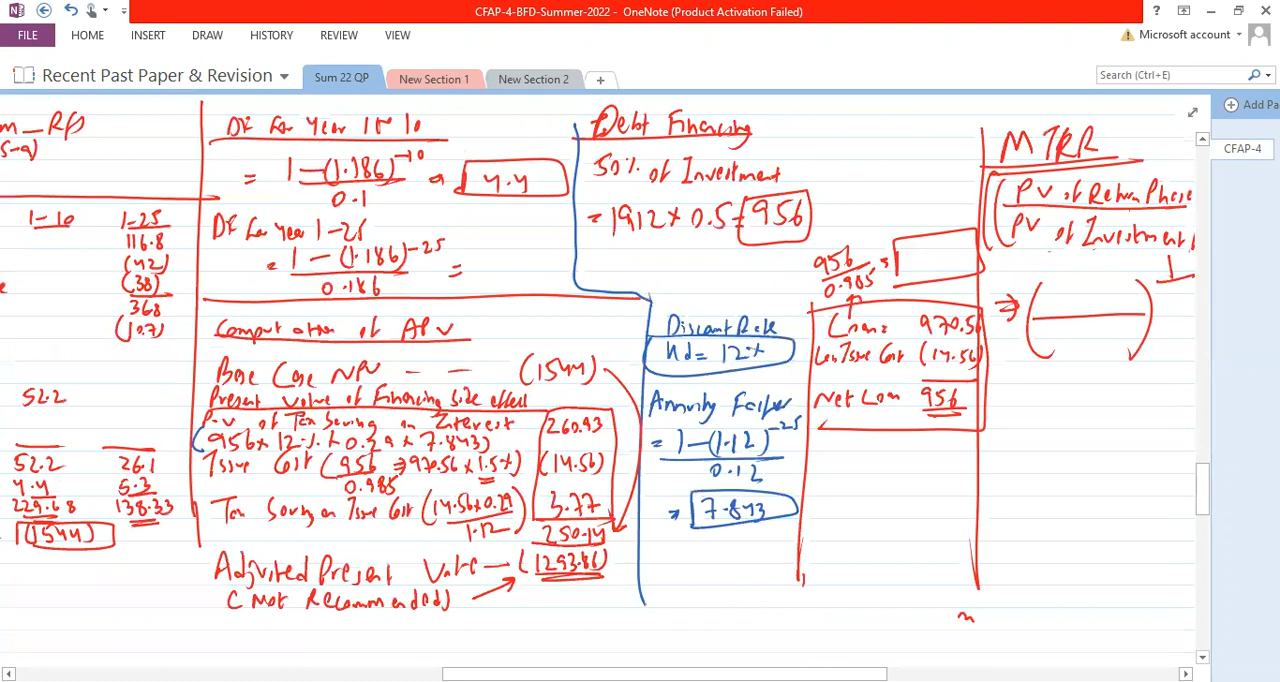 CFAP-4-BFD-Summer-2022 - OneNote (Product Activation Failed)
FILE HOME INSERT DRAW HISTORY REVIEW VIEW
Microsoft account
Recent Past Paper & Revision
Sum 22 QP
New Section 1
New Section 2
Search (Ctrl+E)
Add Pa
CFAP-4
1-10 1-25
116.8
(42)
(38)
368
(10.7)
52.2
52.2 26.1
4.4 5.3
229.68 138.33
(1544)
DF For Year 1 to 10
= 1-(1.186)^-10
0.1
4.4
DF For Year 1-25
= 1-(1.186)^-25 =
0.186
Computation of APV
Base Case NPV - - (1544)
Present Value of Financing Side effect
P.V of Tax Saving on Interest 260.93
(956 x 12% x 0.29 x 7.843)
Issue Cost (956 ⇒ 970.56 x 1.5%) (14.56)
0.985
Tax Saving on Issue Cost (14.56x0.29) 3.77
1.12 250.14
Adjusted Present Value — (1293.86)
(Not Recommended)
Debt Financing
50% of Investment
= 1912 x 0.5 = 956
Discount Rate
Kd = 12%
Annuity Factor
= 1-(1.12)^-25
0.12
⇒ 7.843
956 =
0.985
Loan 970.56
Less Issue Cost (14.56)
Net Loan 956
MIRR
(PV of Return Phase
PV of Investment
1
⇒ ( )